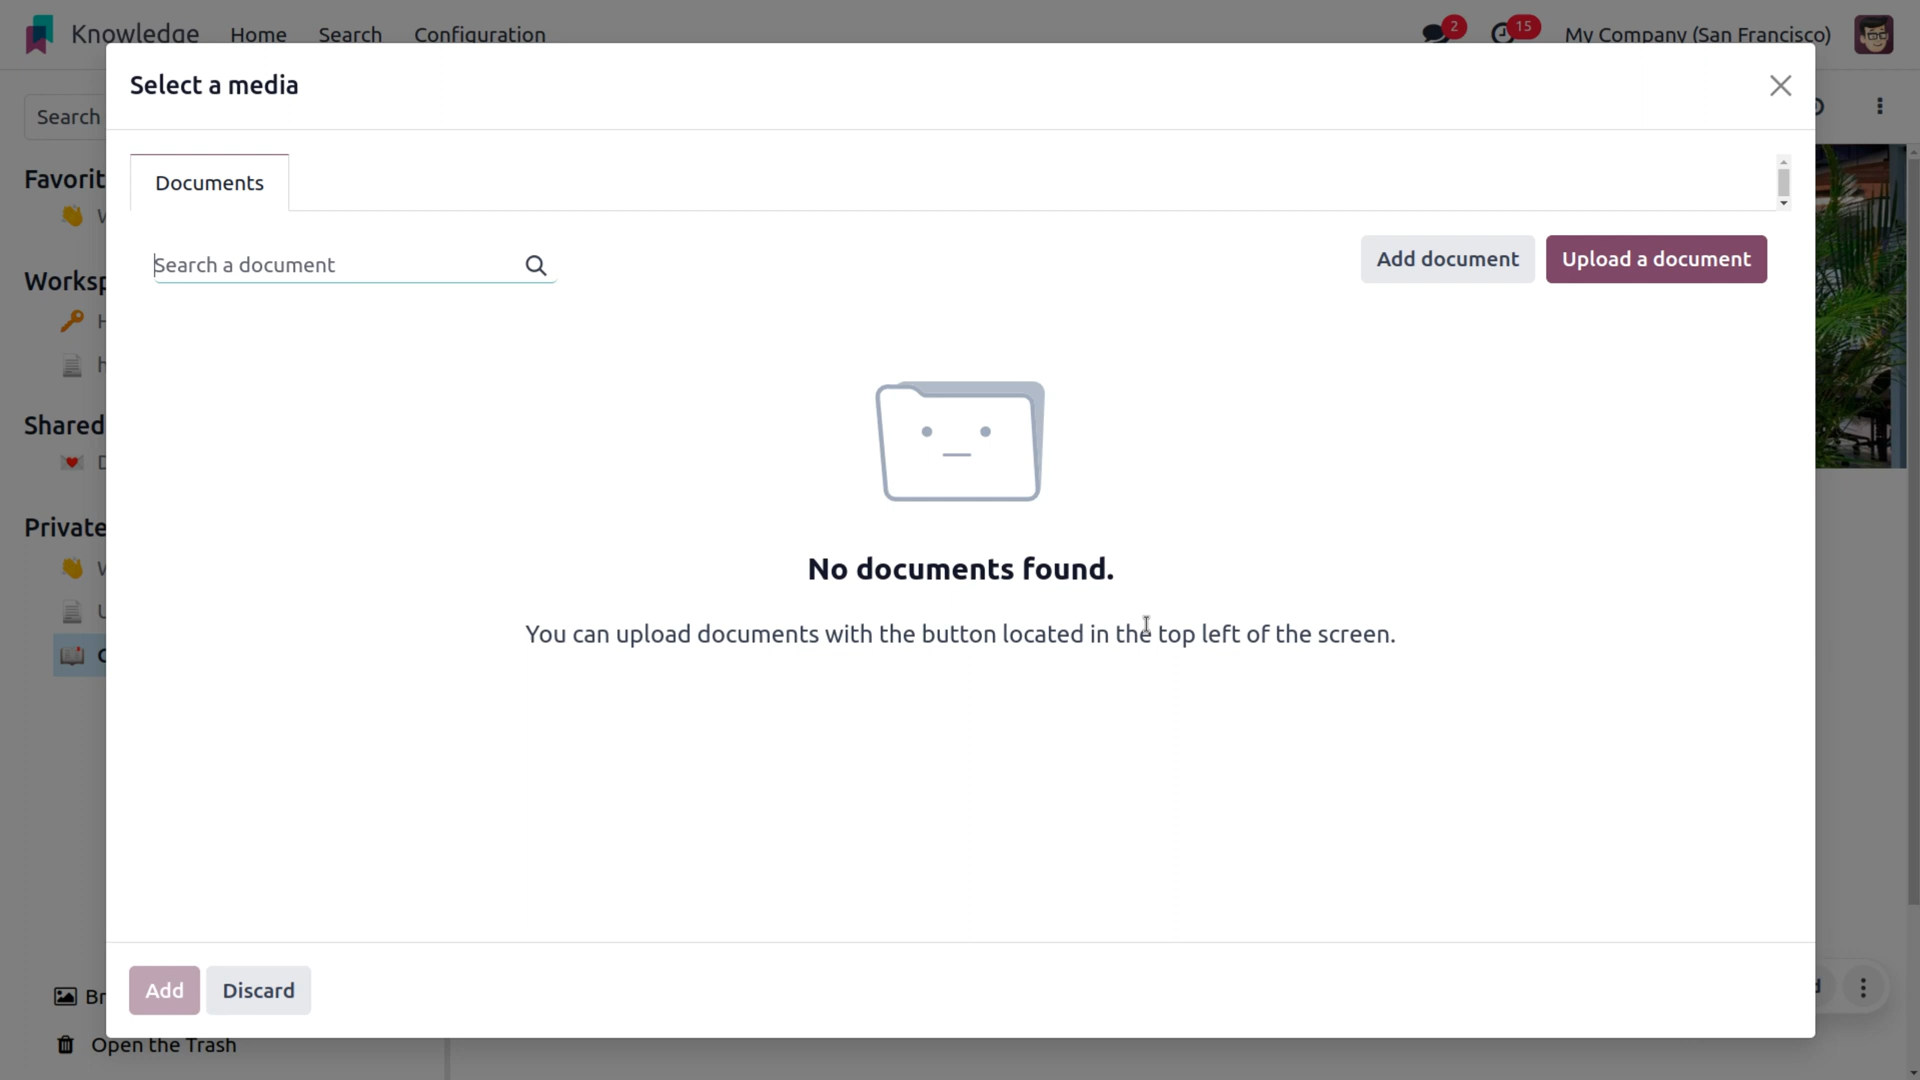 Knowledge Home Search Configuration 2 15 My Company (San Francisco)
Select a media
Search
Documents
Favorit
Search a document
Add document
Upload a document
Worksp
Shared
Private
No documents found.
You can upload documents with the button located in the top left of the screen.
Add
Discard
Br
Open the Trash